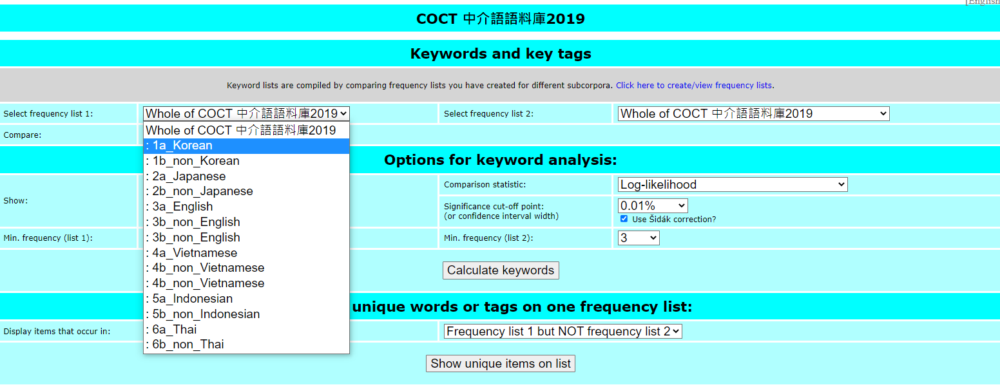 [English
COCT 中介語語料庫2019
Keywords and key tags
Keyword lists are compiled by comparing frequency lists you have created for different subcorpora. Click here to create/view frequency lists.
Select frequency list 1:
Whole of COCT 中介語語料庫2019
Select frequency list 2:
Whole of COCT 中介語語料庫2019
Whole of COCT 中介語語料庫2019
: 1a_Korean
: 1b_non_Korean
: 2a_Japanese
: 2b_non_Japanese
: 3a_English
: 3b_non_English
: 3b_non_English
: 4a_Vietnamese
: 4b_non_Vietnamese
: 4b_non_Vietnamese
: 5a_Indonesian
: 5b_non_Indonesian
: 6a_Thai
: 6b_non_Thai
Compare:
Options for keyword analysis:
Show:
Comparison statistic:
Log-likelihood
Significance cut-off point:
(or confidence interval width)
0.01%
Use Šidák correction?
Min. frequency (list 1):
Min. frequency (list 2):
3
Calculate keywords
unique words or tags on one frequency list:
Display items that occur in:
Frequency list 1 but NOT frequency list 2
Show unique items on list